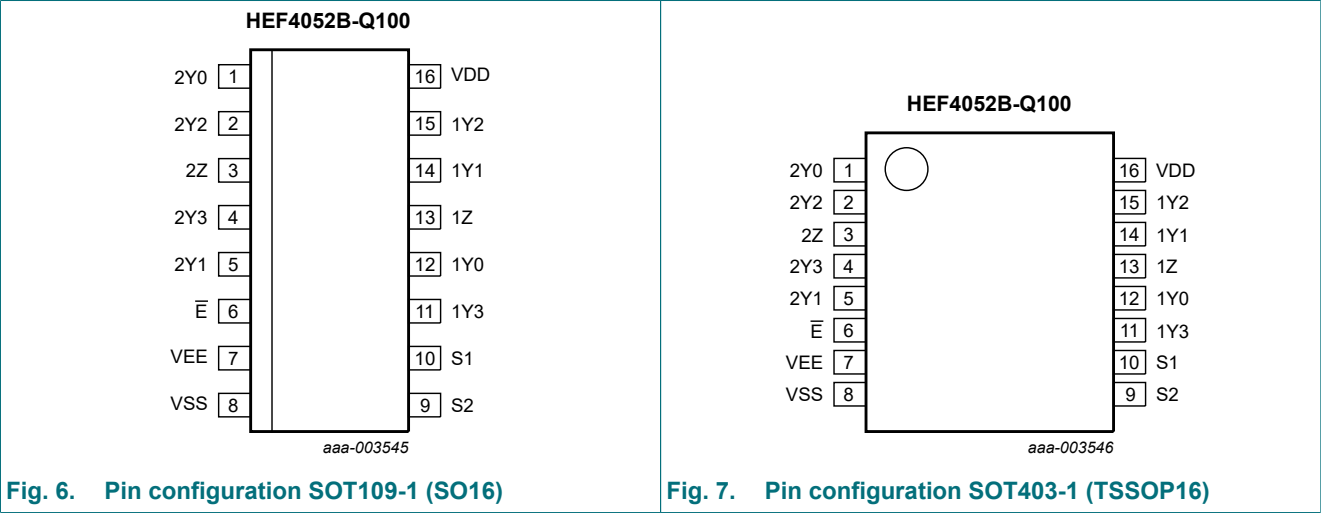 HEF4052B-Q100
2Y0 1 16 VDD
2Y2 2 15 1Y2
2Z 3 14 1Y1
2Y3 4 13 1Z
2Y1 5 12 1Y0
E̅ 6 11 1Y3
VEE 7 10 S1
VSS 8 9 S2
aaa-003545
Fig. 6. Pin configuration SOT109-1 (SO16)
HEF4052B-Q100
2Y0 1 16 VDD
2Y2 2 15 1Y2
2Z 3 14 1Y1
2Y3 4 13 1Z
2Y1 5 12 1Y0
E̅ 6 11 1Y3
VEE 7 10 S1
VSS 8 9 S2
aaa-003546
Fig. 7. Pin configuration SOT403-1 (TSSOP16)